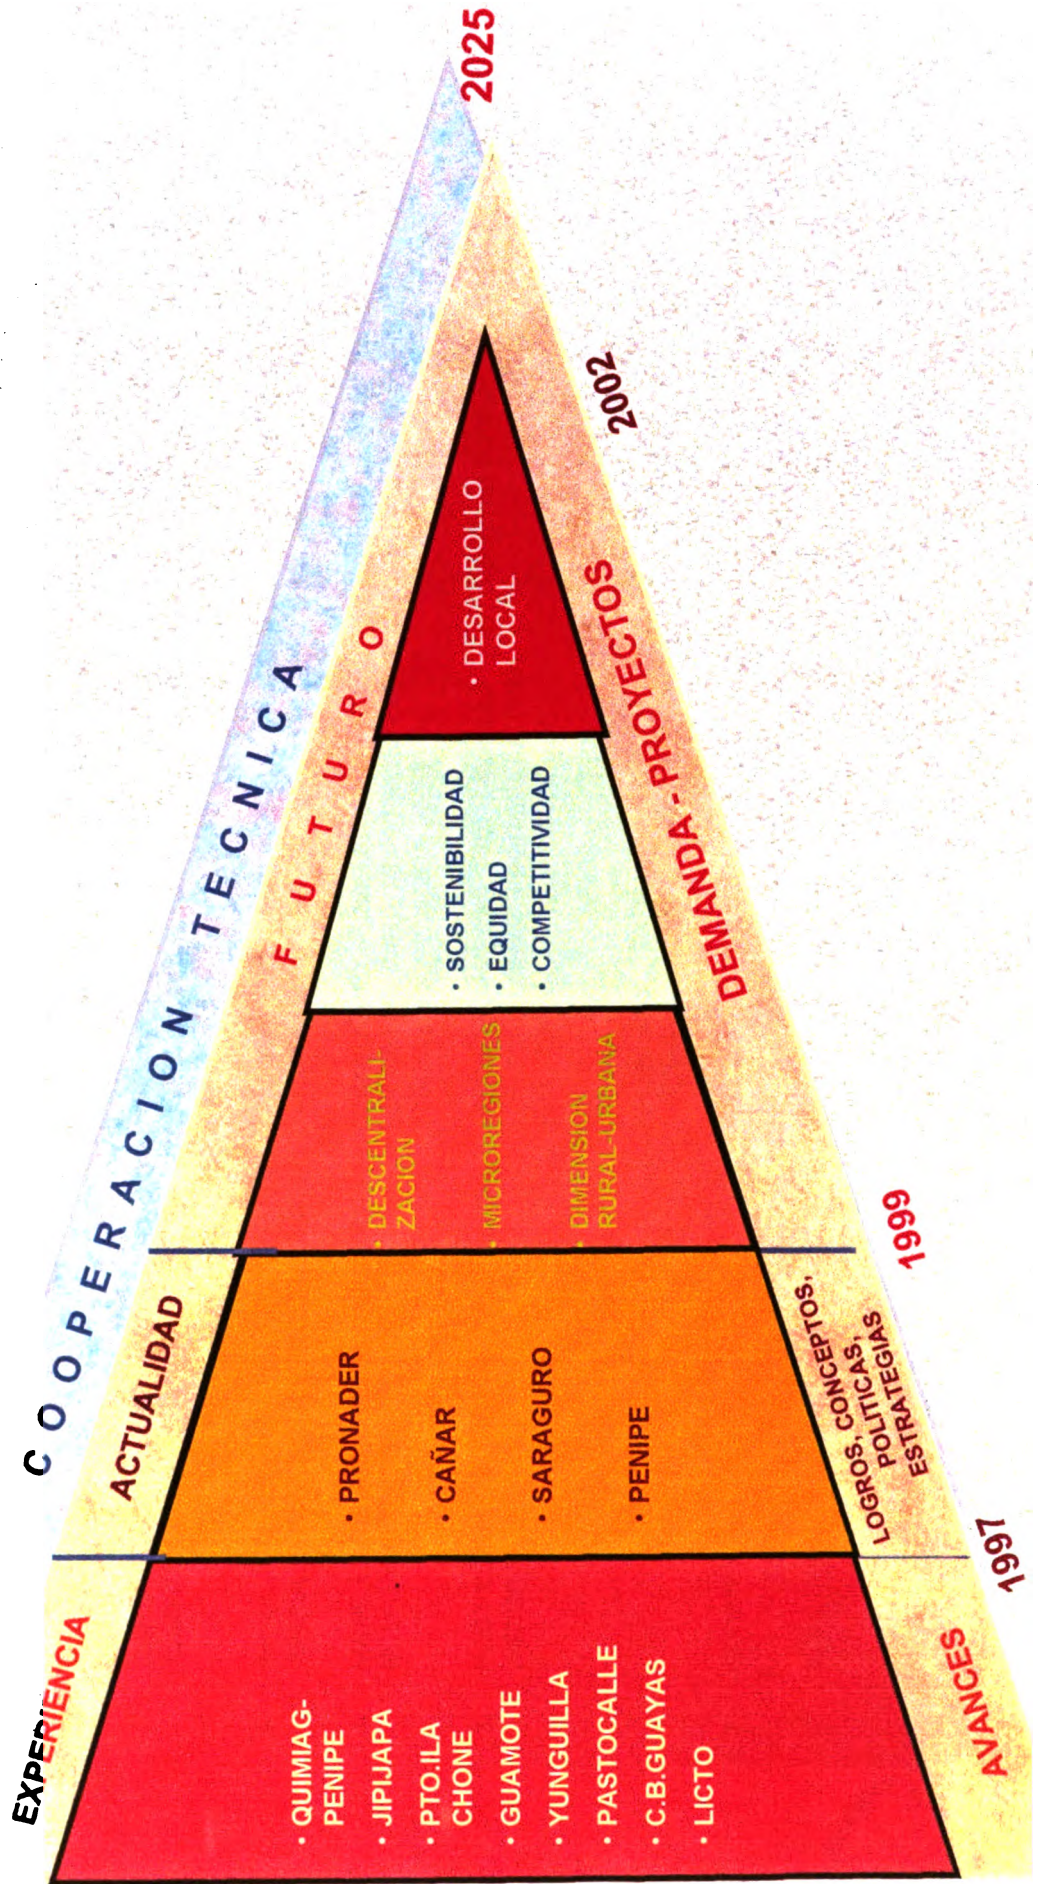 COOPERACION TECNICA
EXPERIENCIA
ACTUALIDAD
FUTURO
• QUIMIAG-
PENIPE
• JIPIJAPA
• PTO.ILA
CHONE
• GUAMOTE
• YUNGUILLA
• PASTOCALLE
• C.B.GUAYAS
• LICTO
• PRONADER
• CAÑAR
• SARAGURO
• PENIPE
• DESCENTRALI-
ZACION
• MICROREGIONES
• DIMENSION
RURAL-URBANA
• SOSTENIBILIDAD
• EQUIDAD
• COMPETITIVIDAD
• DESARROLLO
LOCAL
AVANCES
LOGROS, CONCEPTOS,
POLITICAS,
ESTRATEGIAS
DEMANDA - PROYECTOS
1997
1999
2002
2025